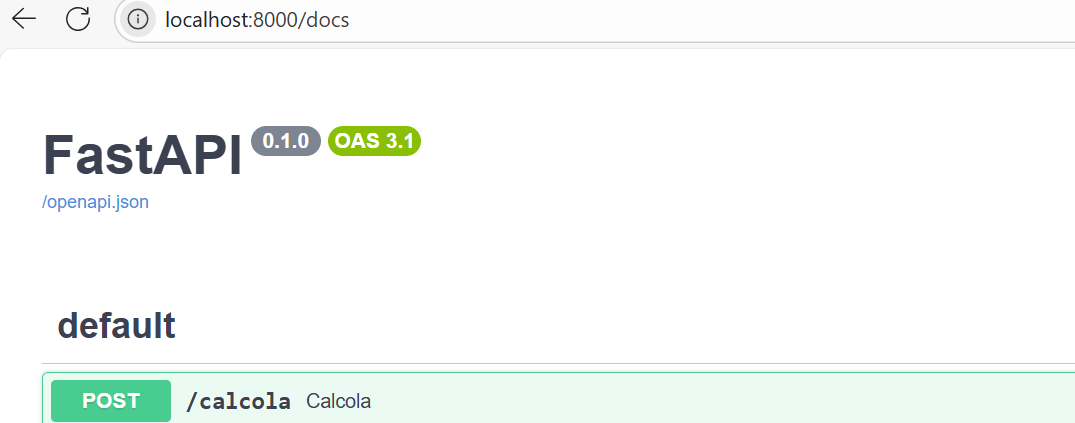 localhost:8000/docs
FastAPI 0.1.0 OAS 3.1
/openapi.json
default
POST /calcola Calcola